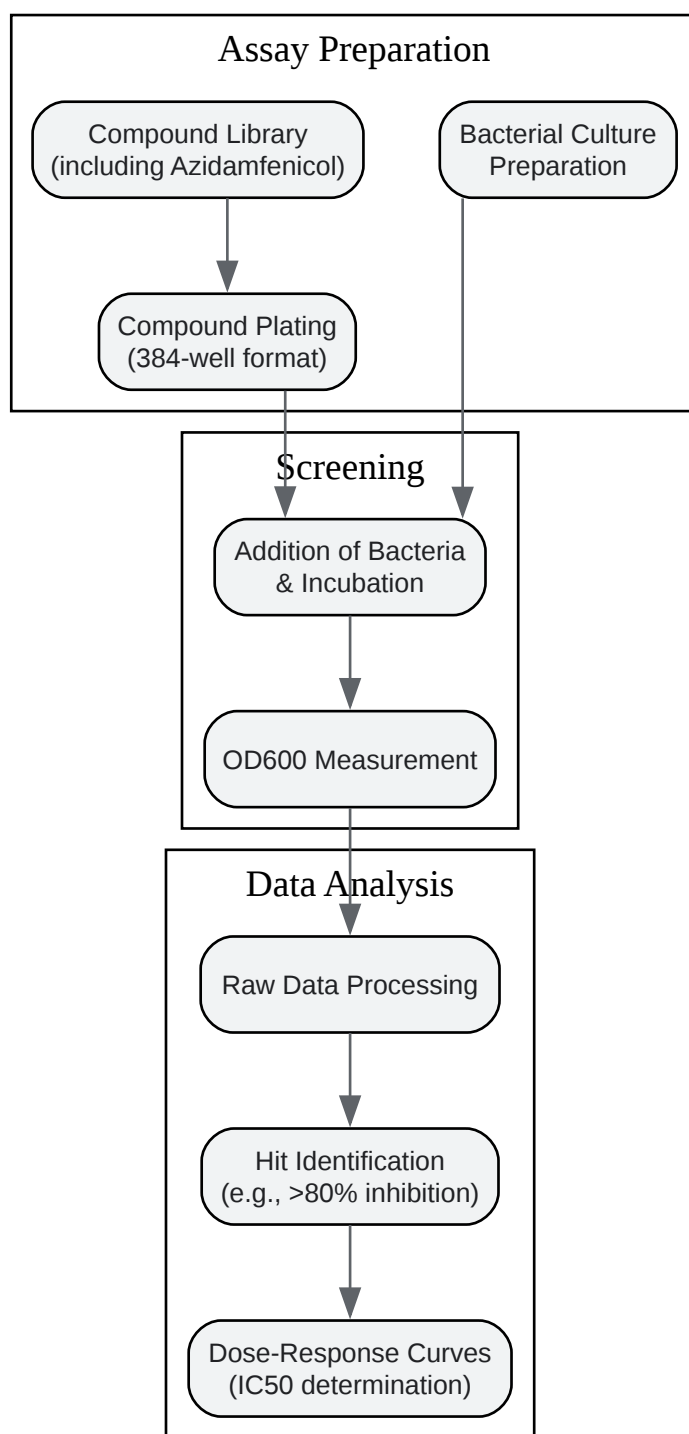 Assay Preparation
Compound Library
(including Azidamfenicol)
Bacterial Culture
Preparation
Compound Plating
(384-well format)
Screening
Addition of Bacteria
& Incubation
OD600 Measurement
Data Analysis
Raw Data Processing
Hit Identification
(e.g., >80% inhibition)
Dose-Response Curves
(IC50 determination)